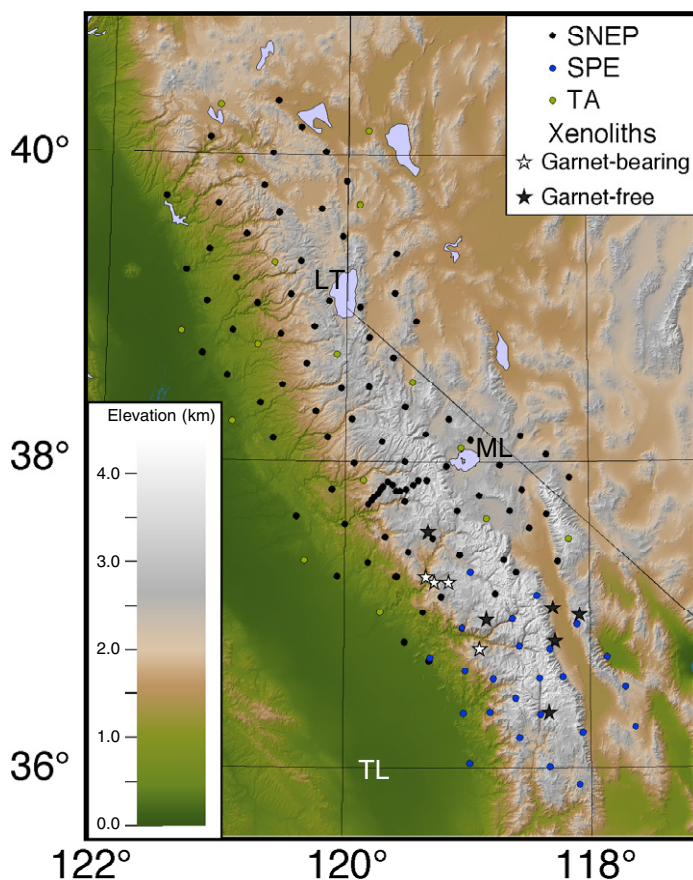 SNEP
SPE
TA
Xenoliths
Garnet-bearing
Garnet-free
40°
LT
Elevation (km)
4.0
3.0
2.0
1.0
0.0
38°
ML
36°
TL
122°
120°
118°